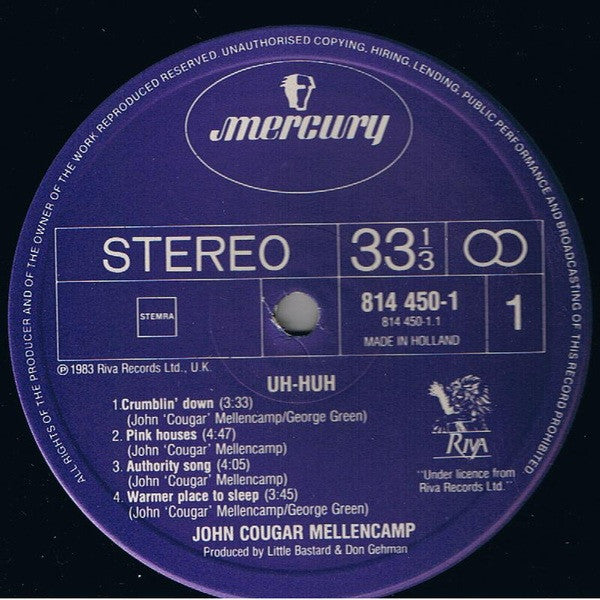 ALL RIGHTS OF THE PRODUCER AND OF THE OWNER OF THE WORK REPRODUCED RESERVED. UNAUTHORISED COPYING, HIRING, LENDING, PUBLIC PERFORMANCE AND BROADCASTING OF THIS RECORD PROHIBITED
mercury
STEREO
33 1/3
STEMRA
814 450-1
814 450-1.1
MADE IN HOLLAND
1
℗ 1983 Riva Records Ltd., U.K.
UH-HUH
1.Crumblin' down (3:33)
(John 'Cougar' Mellencamp/George Green)
2. Pink houses (4:47)
(John 'Cougar' Mellencamp)
3. Authority song (4:05)
(John 'Cougar' Mellencamp)
4. Warmer place to sleep (3:45)
(John 'Cougar' Mellencamp/George Green)
RIVA
"Under licence from
Riva Records Ltd."
JOHN COUGAR MELLENCAMP
Produced by Little Bastard & Don Gehman